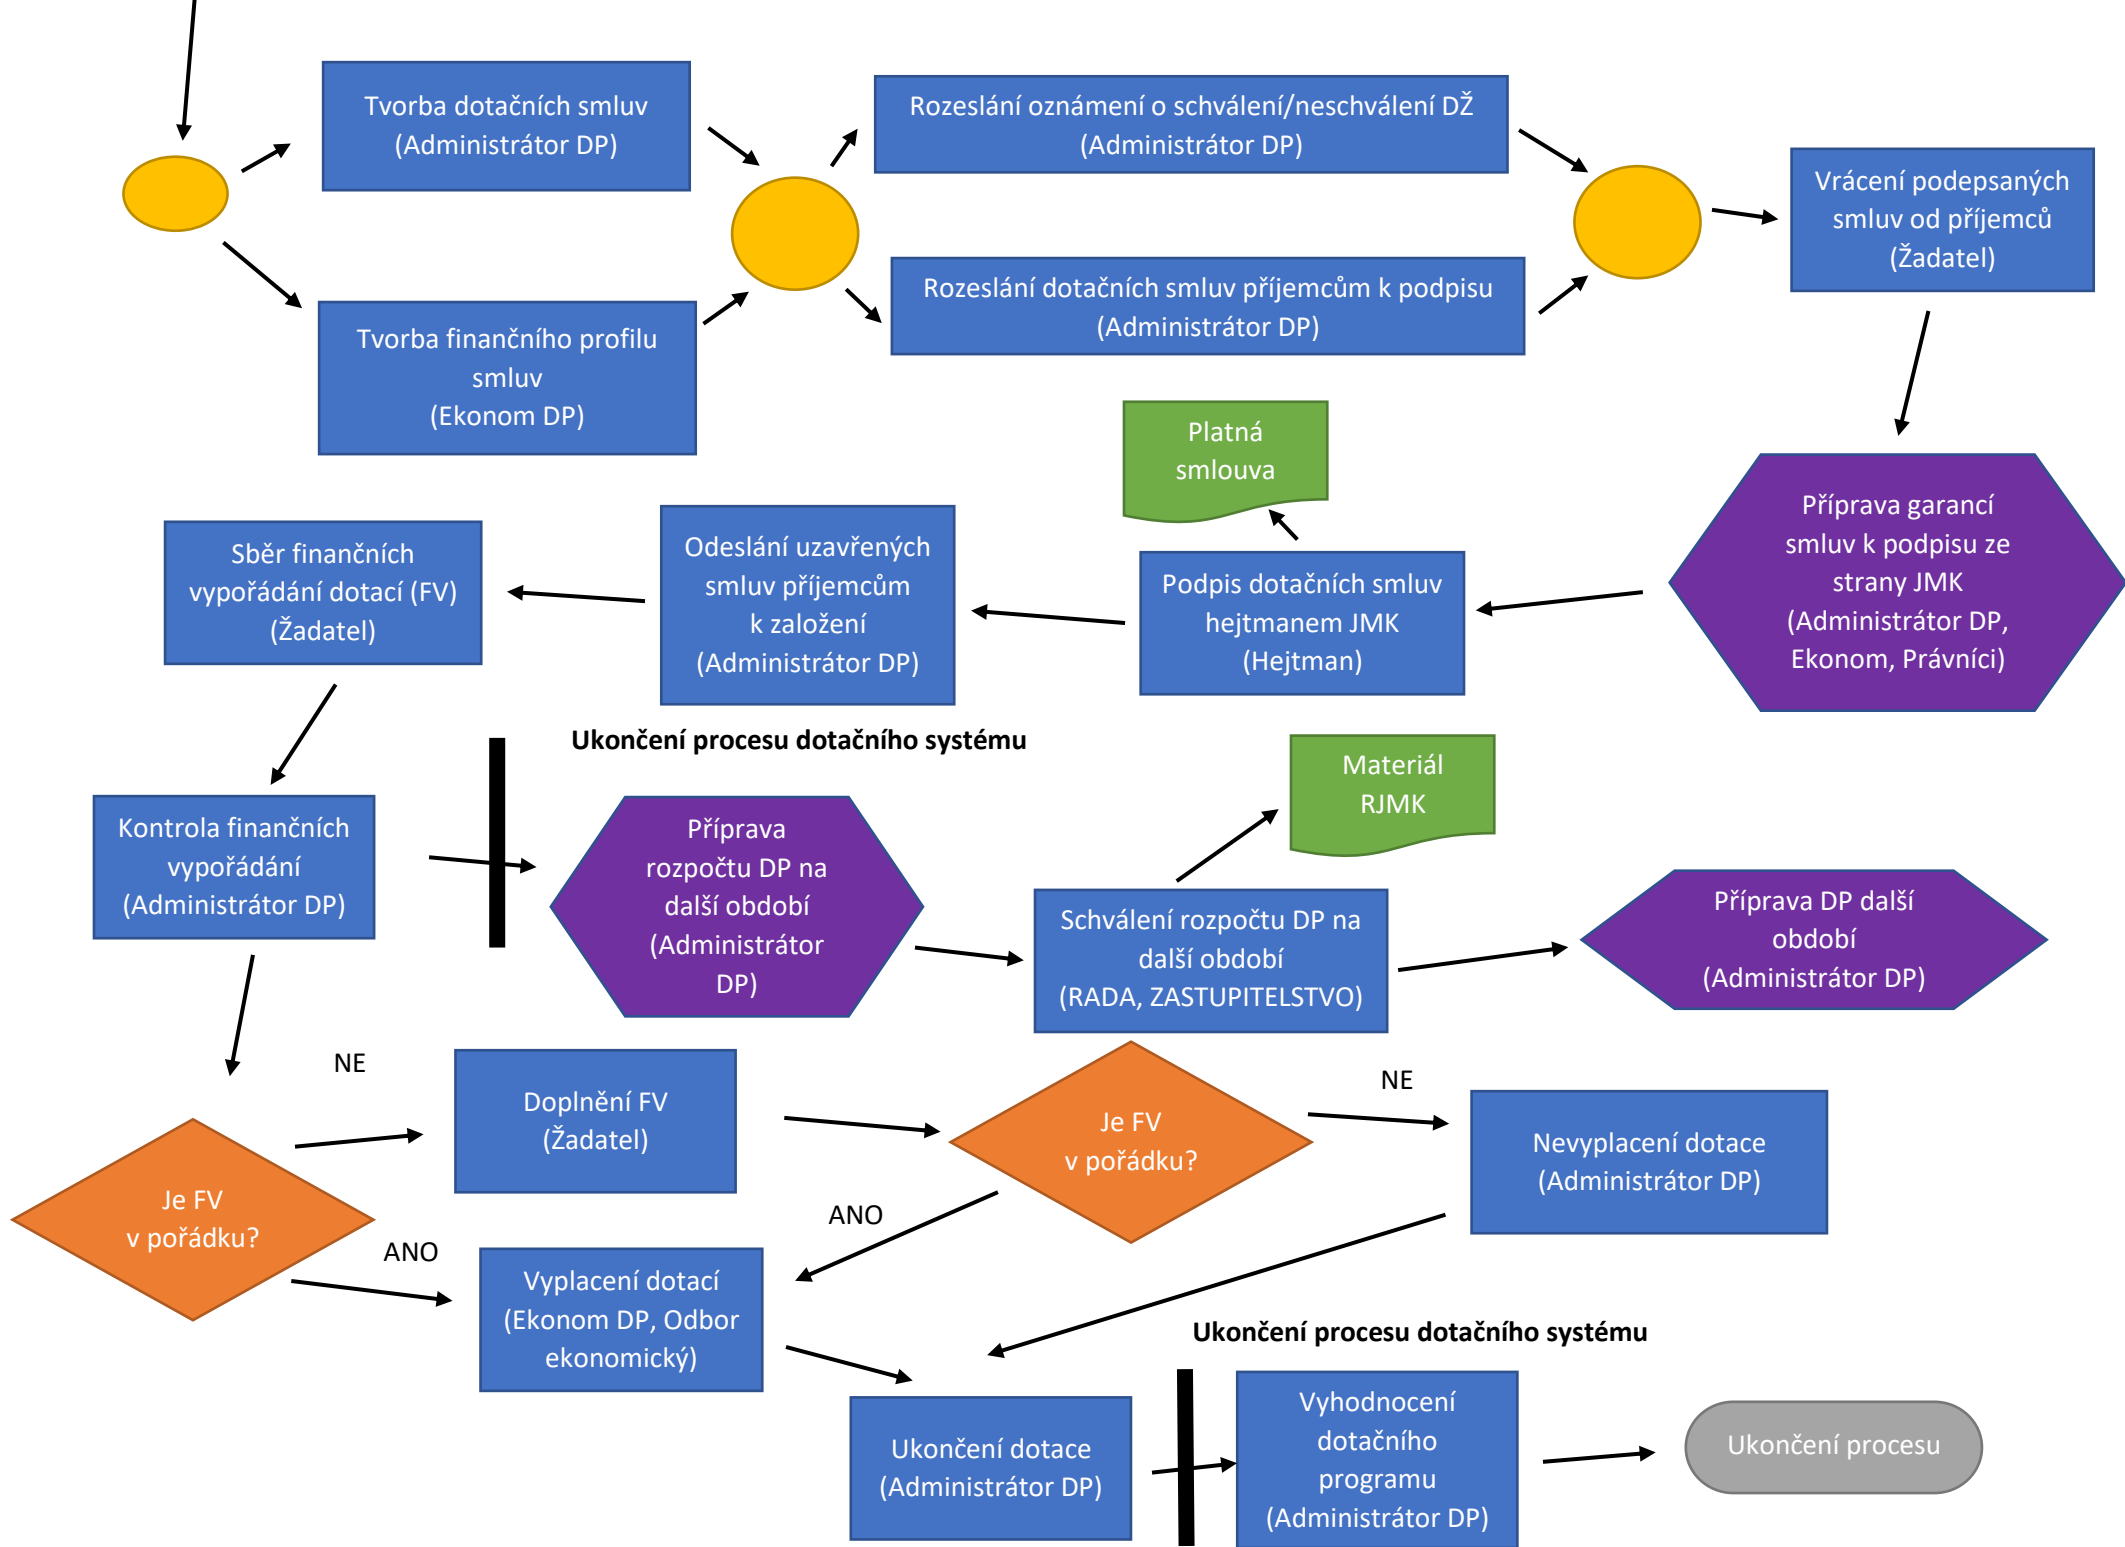 Tvorba dotačních smluv
(Administrátor DP)
Rozeslání oznámení o schválení/neschválení DŽ
(Administrátor DP)
Vrácení podepsaných
smluv od příjemců
(Žadatel)
Tvorba finančního profilu
smluv
(Ekonom DP)
Rozeslání dotačních smluv příjemcům k podpisu
(Administrátor DP)
Platná
smlouva
Příprava garancí
smluv k podpisu ze
strany JMK
(Administrátor DP,
Ekonom, Právníci)
Podpis dotačních smluv
hejtmanem JMK
(Hejtman)
Odeslání uzavřených
smluv příjemcům
k založení
(Administrátor DP)
Sběr finančních
vypořádání dotací (FV)
(Žadatel)
Ukončení procesu dotačního systému
Kontrola finančních
vypořádání
(Administrátor DP)
Příprava
rozpočtu DP na
další období
(Administrátor
DP)
Materiál
RJMK
Schválení rozpočtu DP na
další období
(RADA, ZASTUPITELSTVO)
Příprava DP další
období
(Administrátor DP)
NE
Doplnění FV
(Žadatel)
Je FV
v pořádku?
NE
Nevyplacení dotace
(Administrátor DP)
Je FV
v pořádku?
ANO
ANO
Vyplacení dotací
(Ekonom DP, Odbor
ekonomický)
Ukončení procesu dotačního systému
Ukončení dotace
(Administrátor DP)
Vyhodnocení
dotačního
programu
(Administrátor DP)
Ukončení procesu